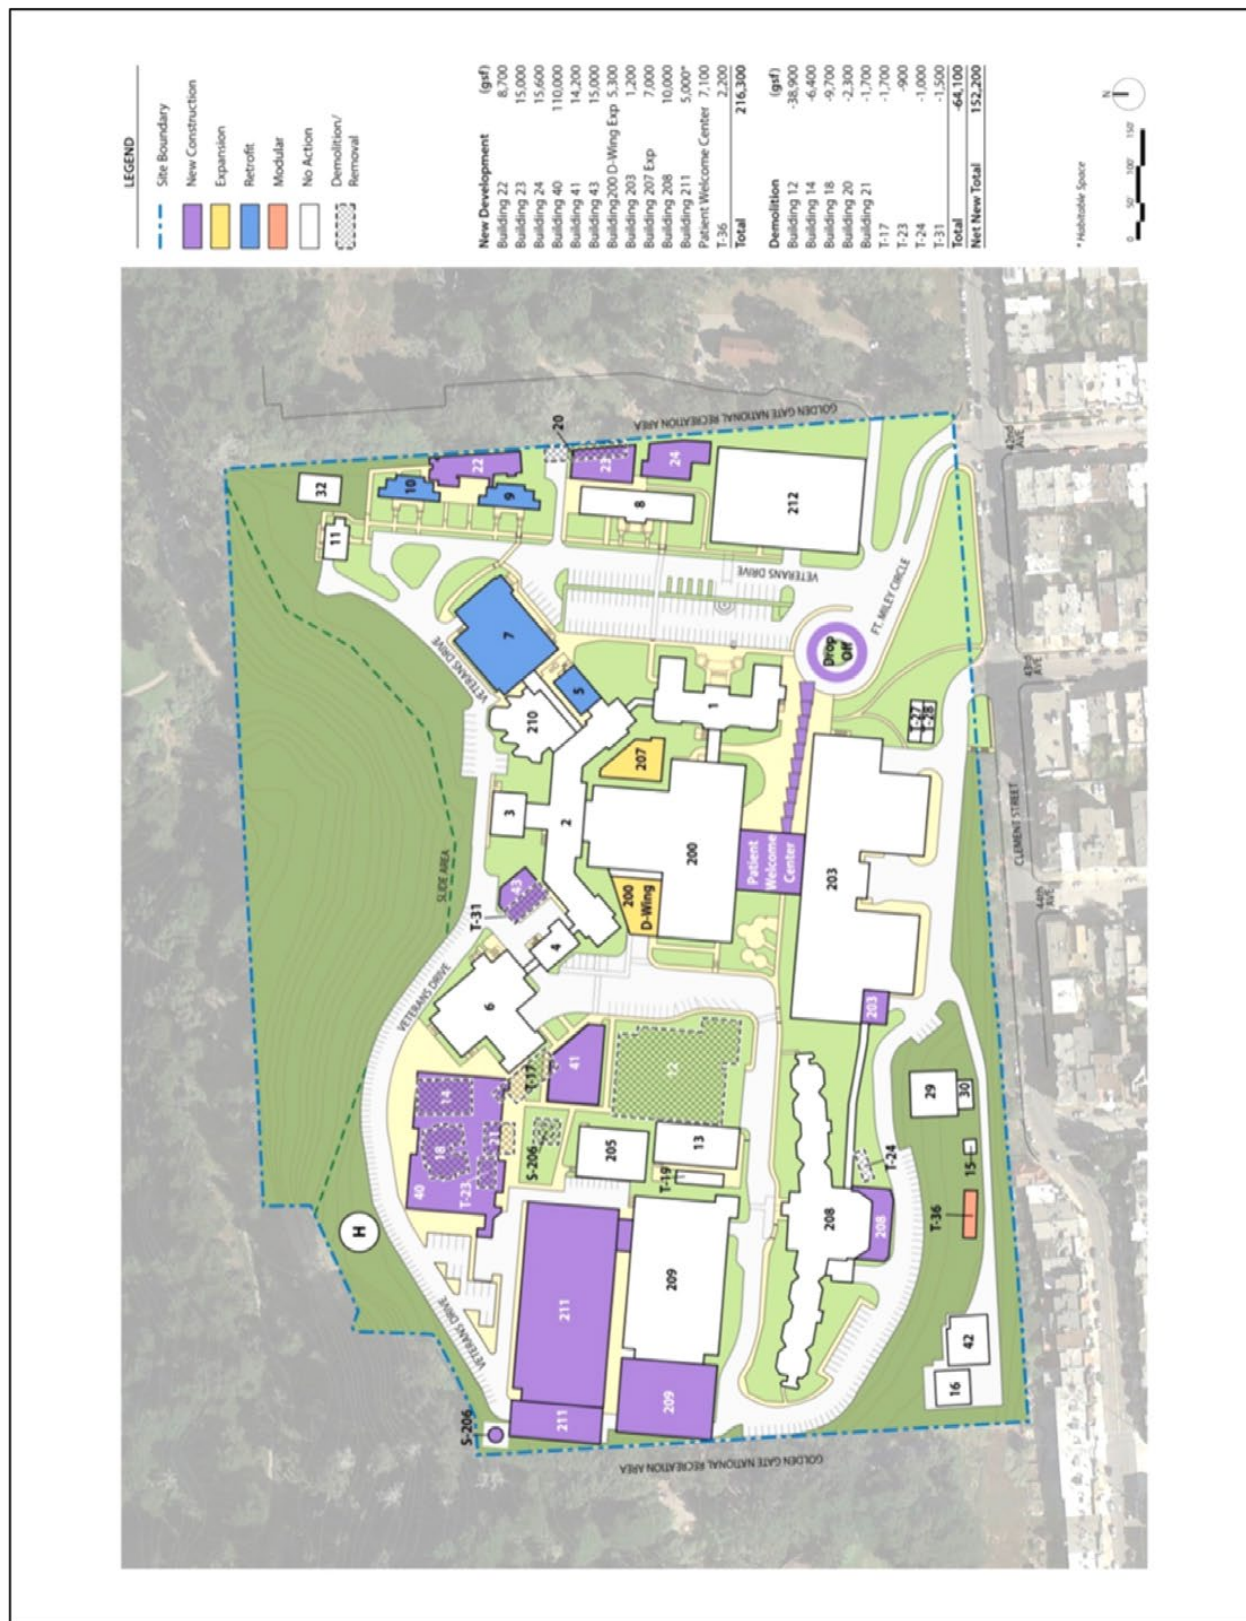 LEGEND
Site Boundary
New Construction
Expansion
Retrofit
Modular
No Action
Demolition/
Removal
New Development (gsf)
Building 22 8,700
Building 23 15,000
Building 24 15,600
Building 40 110,000
Building 41 14,200
Building 43 15,000
Building200 D-Wing Exp 5,300
Building 203 1,200
Building 207 Exp 7,000
Building 208 10,000
Building 211 5,000*
Patient Welcome Center 7,100
T-36 2,200
Total 216,300
Demolition (gsf)
Building 12 -38,900
Building 14 -6,400
Building 18 -9,700
Building 20 -2,300
Building 21 -1,700
T-17 -1,700
T-23 -900
T-24 -1,000
T-31 -1,500
Total -64,100
Net New Total 152,200
* Habitable Space
0 50' 100' 150'
N
GOLDEN GATE NATIONAL RECREATION AREA
32
11
10
22
9
20
23
24
8
212
VETERANS DRIVE
FT. MILEY CIRCLE
Drop
Off
42nd
AVE
43rd
AVE
44th
AVE
CLEMENT STREET
VETERANS DRIVE
7
5
210
1
207
3
2
200
200
D-Wing
Patient
Welcome
Center
203
T-27
T-28
SLIDE AREA
43
T-31
4
6
VETERANS DRIVE
203
41
T-17
12
14
18
21
40
T-23
S-206
205
13
T-19
29
30
15
T-24
T-36
208
208
H
211
209
VETERANS DRIVE
211
209
42
16
S-206
GOLDEN GATE NATIONAL RECREATION AREA